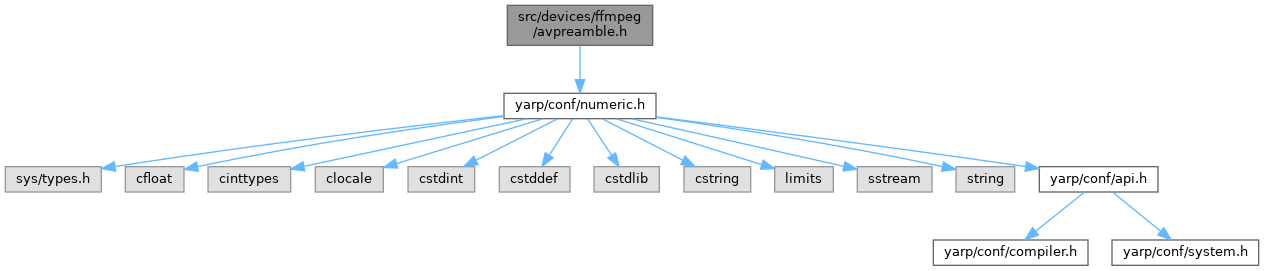 src/devices/ffmpeg
/avpreamble.h
yarp/conf/numeric.h
sys/types.h
cfloat
cinttypes
clocale
cstdint
cstddef
cstdlib
cstring
limits
sstream
string
yarp/conf/api.h
yarp/conf/compiler.h
yarp/conf/system.h